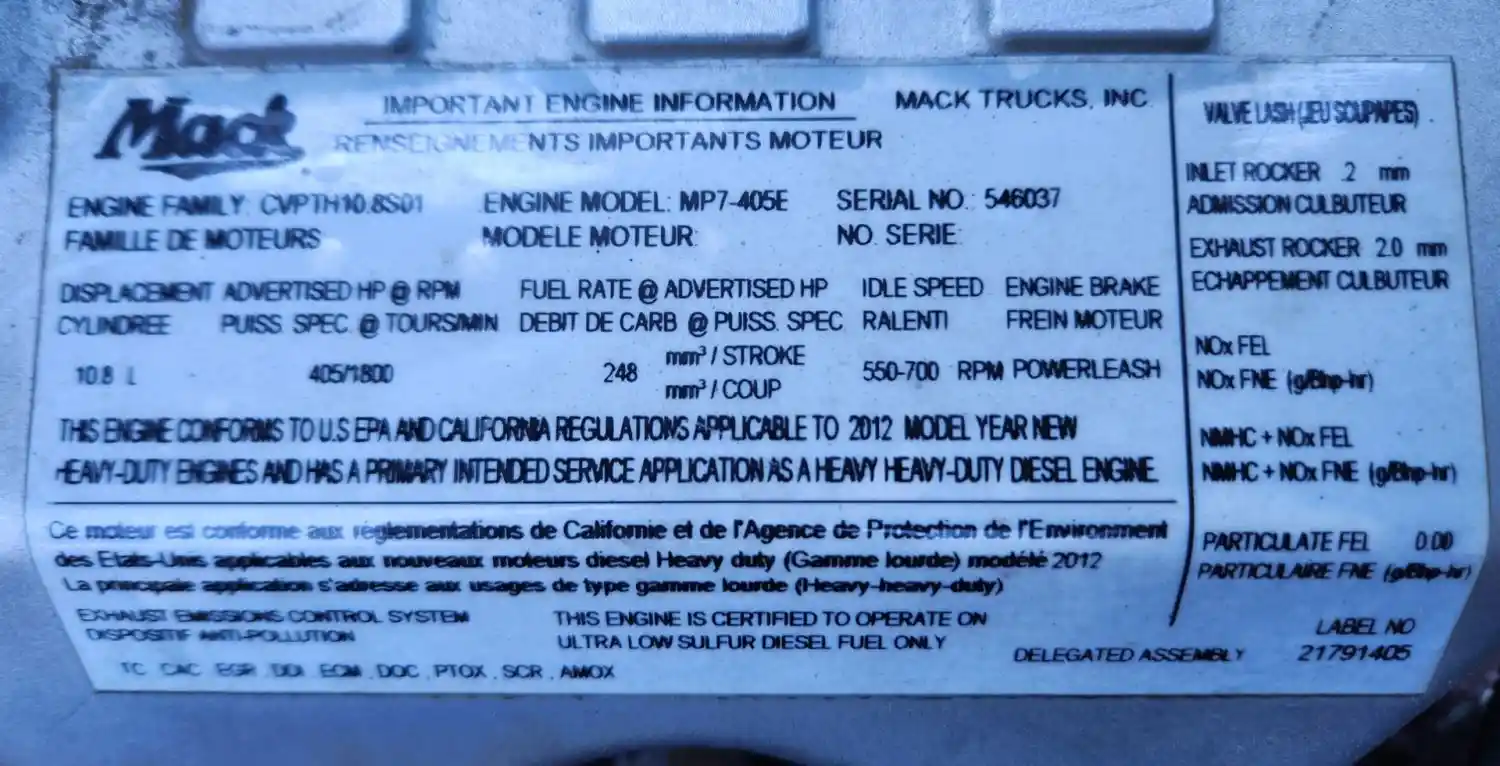 Mack
IMPORTANT ENGINE INFORMATION MACK TRUCKS, INC
RENSEIGNEMENTS IMPORTANTS MOTEUR
ENGINE FAMILY: CVPTH10.8S01 ENGINE MODEL: MP7-405E SERIAL NO.: 546037
FAMILLE DE MOTEURS MODELE MOTEUR: NO. SERIE:
DISPLACEMENT ADVERTISED HP @ RPM FUEL RATE @ ADVERTISED HP IDLE SPEED ENGINE BRAKE
CYLINDREE PUISS. SPEC. @ TOURS/MIN DEBIT DE CARB @ PUISS. SPEC. RALENTI FREIN MOTEUR
10.8 L 405/1800 248 mm³ / STROKE 550-700 RPM POWERLEASH
mm³ / COUP
THIS ENGINE CONFORMS TO U.S EPA AND CALIFORNIA REGULATIONS APPLICABLE TO 2012 MODEL YEAR NEW
HEAVY-DUTY ENGINES AND HAS A PRIMARY INTENDED SERVICE APPLICATION AS A HEAVY HEAVY-DUTY DIESEL ENGINE.
Ce moteur est conforme aux réglementations de Californie et de l'Agence de Protection de l'Environment
des Etats-Unis applicables aux nouveaux moteurs diesel Heavy duty (Gamme lourde) modélé 2012
La principale application s'adresse aux usages de type gamme lourde (Heavy-heavy-duty)
EXHAUST EMISSIONS CONTROL SYSTEM
DISPOSITIF ANTI-POLLUTION
TC CAC EGR DDI ECM , DOC , PTOX , SCR , AMOX
THIS ENGINE IS CERTIFIED TO OPERATE ON
ULTRA LOW SULFUR DIESEL FUEL ONLY
DELEGATED ASSEMBLY
VALVE LASH (JEU SOUPAPES)
INLET ROCKER .2 mm
ADMISSION CULBUTEUR
EXHAUST ROCKER 2.0 mm
ECHAPPEMENT CULBUTEUR
NOx FEL
NOx FNE (g/Bhp-hr)
NMHC + NOx FEL
NMHC + NOx FNE (g/Bhp-hr)
PARTICULATE FEL 0.00
PARTICULAIRE FNE (g/Bhp-hr)
LABEL NO
21791405